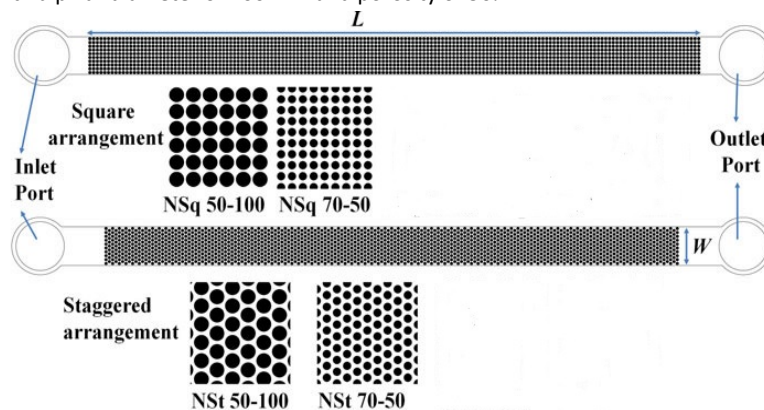 L
Square
arrangement
Inlet
Port
Outlet
Port
NSq 50-100 NSq 70-50
W
Staggered
arrangement
NSt 50-100 NSt 70-50